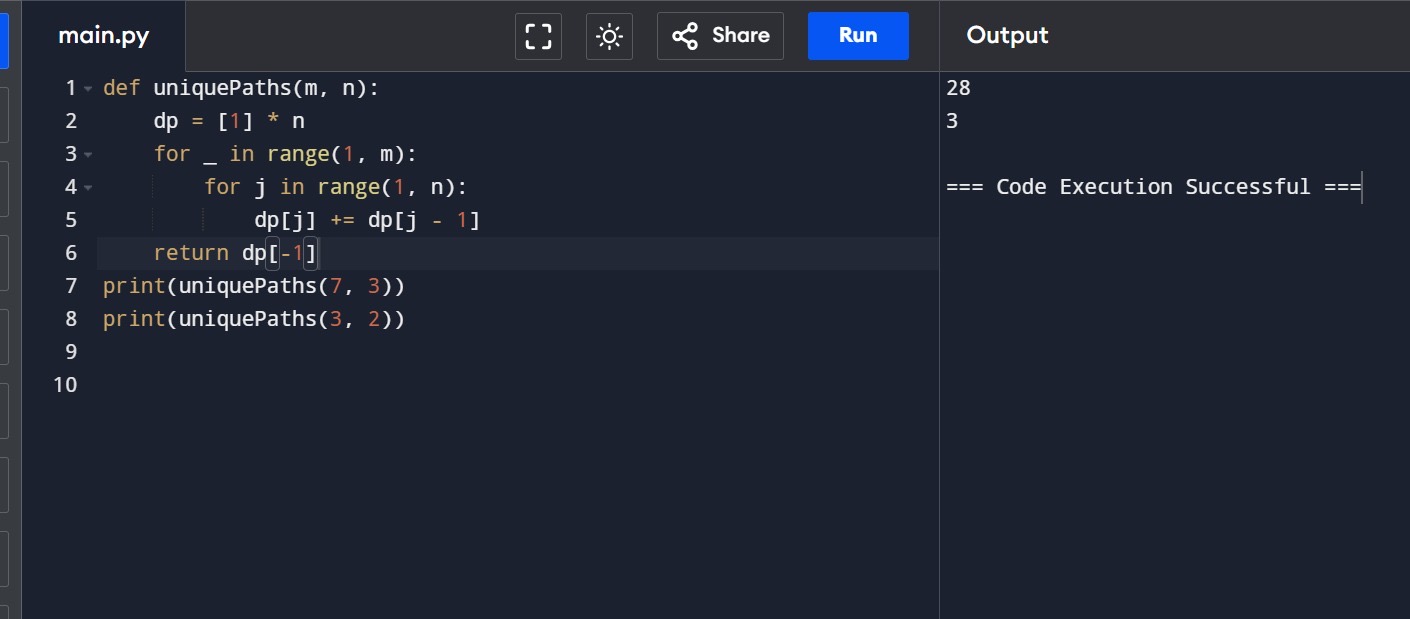 main.py
Share
Run
Output
1 def uniquePaths(m, n):
2     dp = [1] * n
3     for _ in range(1, m):
4         for j in range(1, n):
5             dp[j] += dp[j - 1]
6     return dp[-1]
7 print(uniquePaths(7, 3))
8 print(uniquePaths(3, 2))
9
10
28
3
=== Code Execution Successful ===